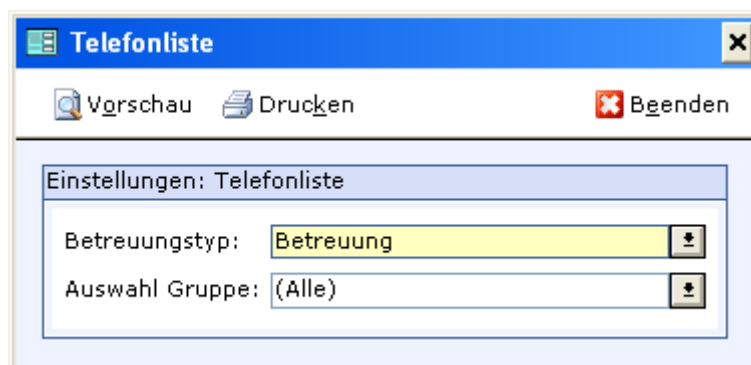 Telefonliste
Vorschau Drucken Beenden
Einstellungen: Telefonliste
Betreuungstyp: Betreuung
Auswahl Gruppe: (Alle)